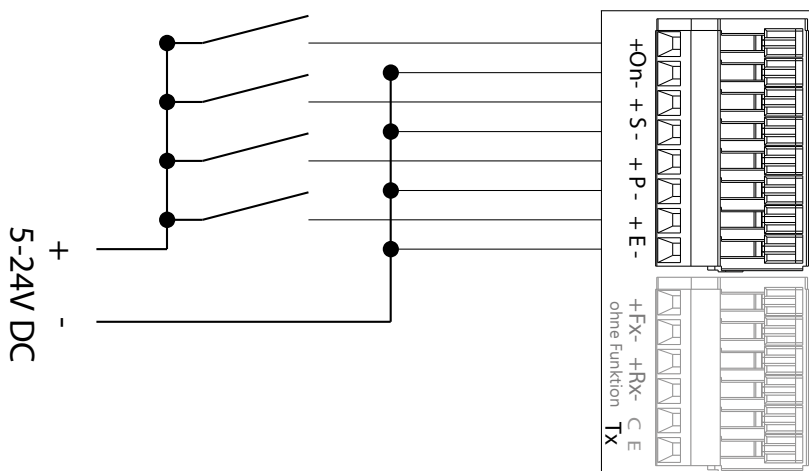 +On- + S - + P - + E -
+Fx- +Rx- C E
ohne Funktion
Tx
+ -
5-24V DC